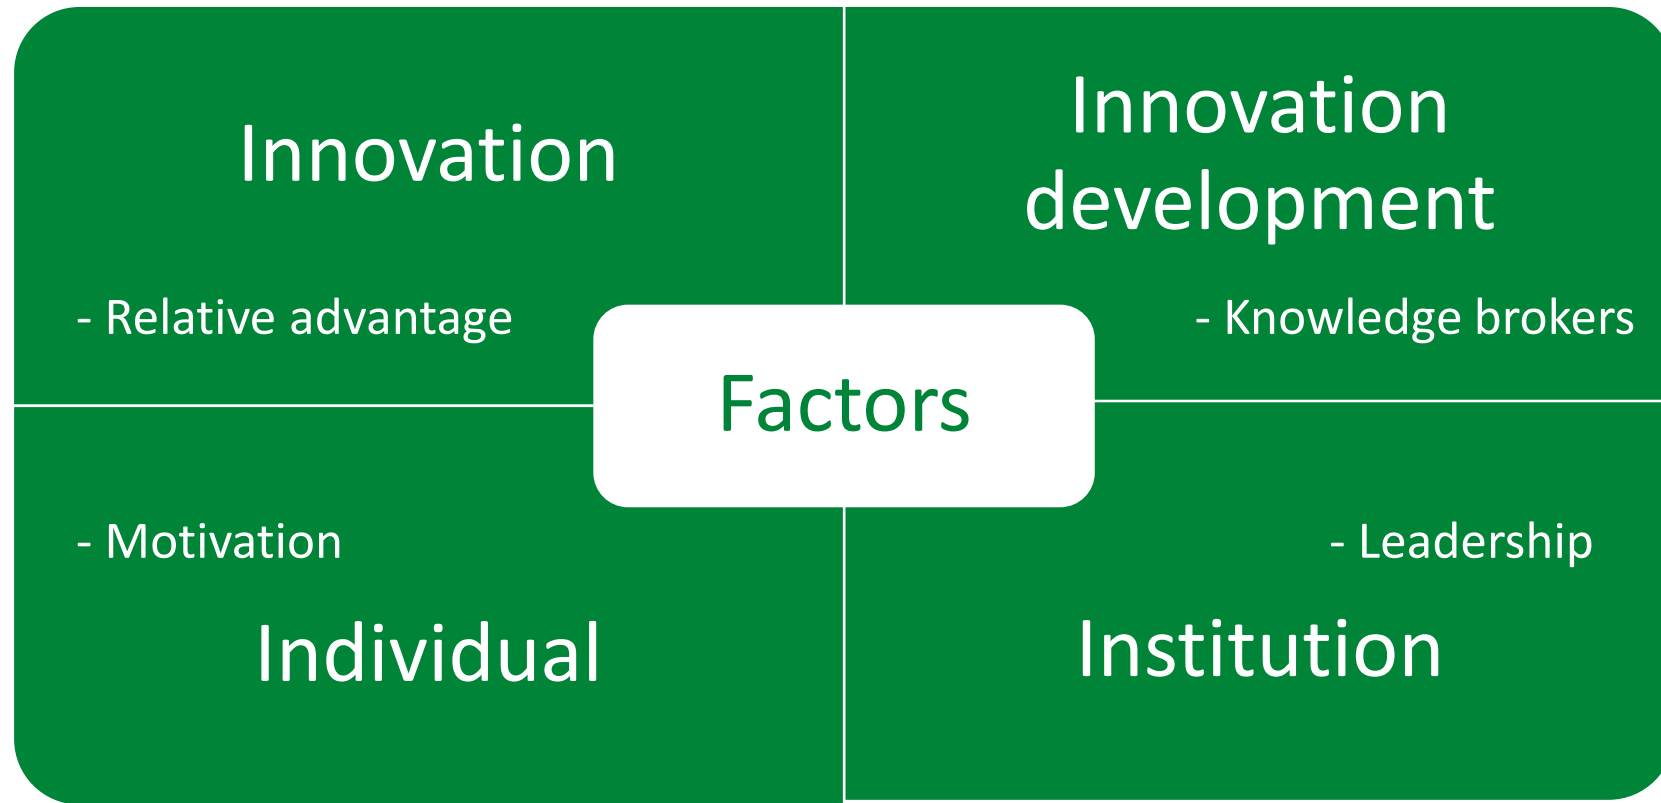 Innovation
- Relative advantage
Innovation
development
- Knowledge brokers
Factors
- Motivation
Individual
- Leadership
Institution